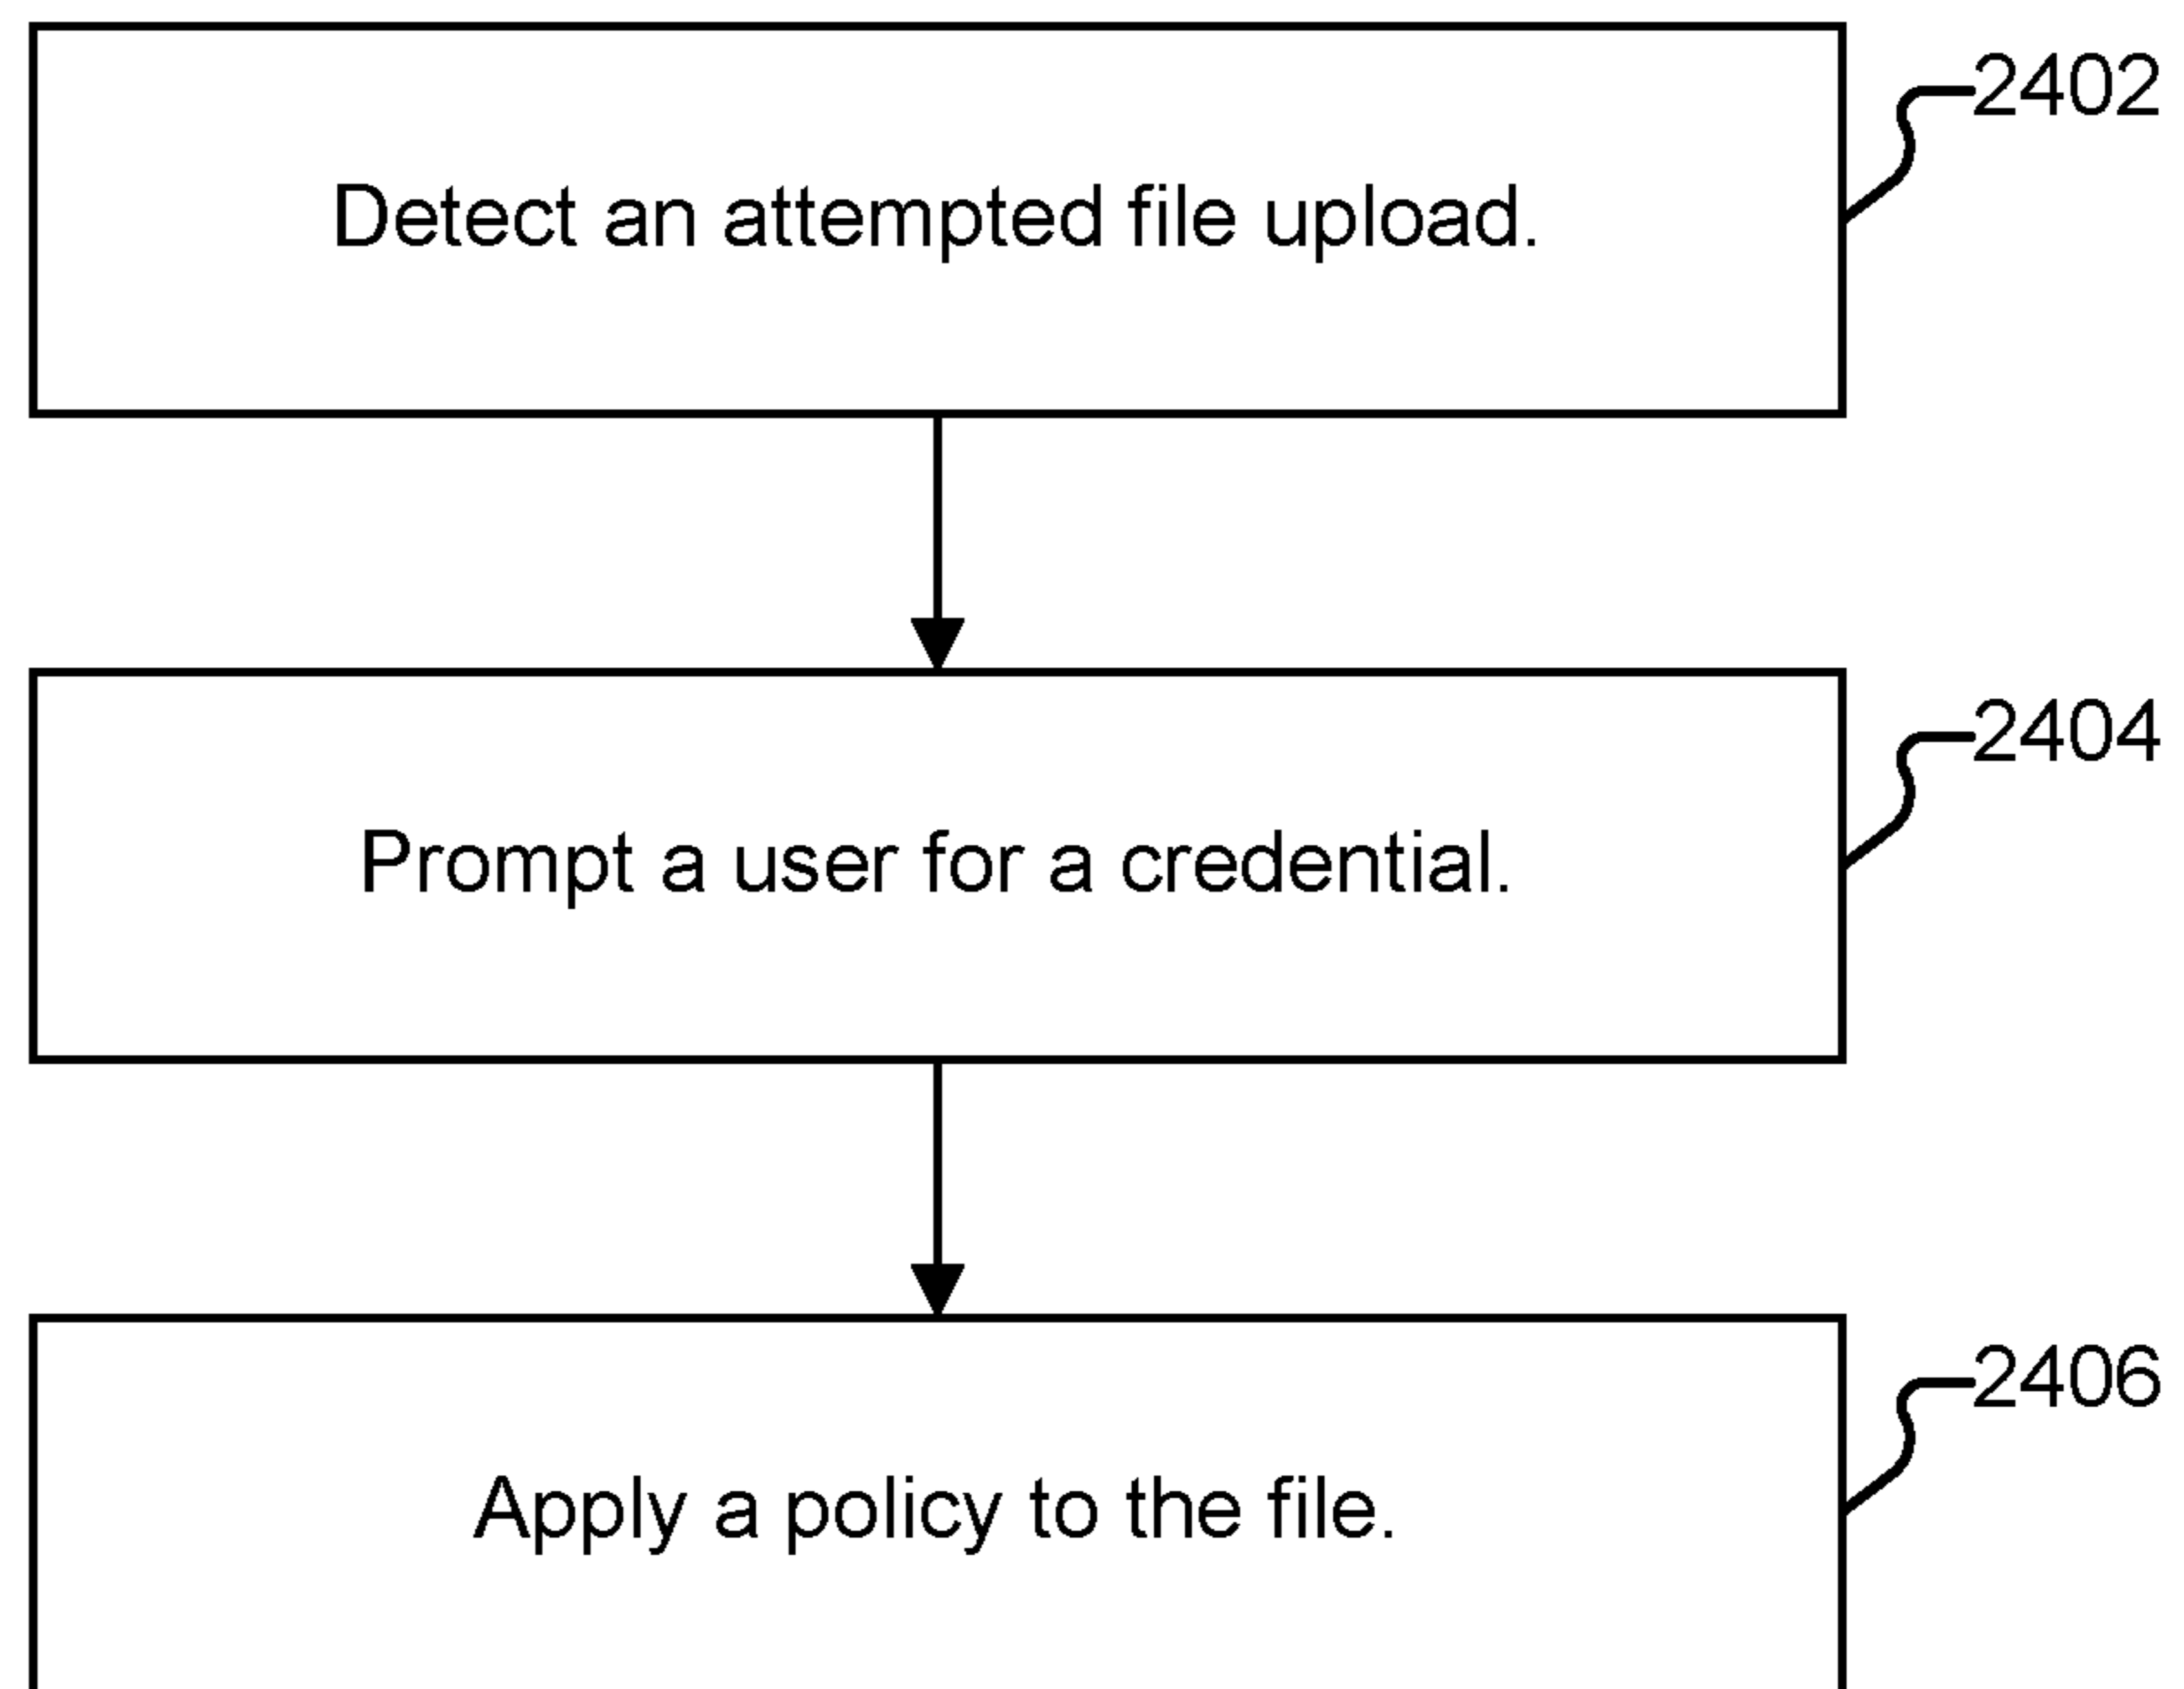 2402
Detect an attempted file upload.
2404
Prompt a user for a credential.
2406
Apply a policy to the file.